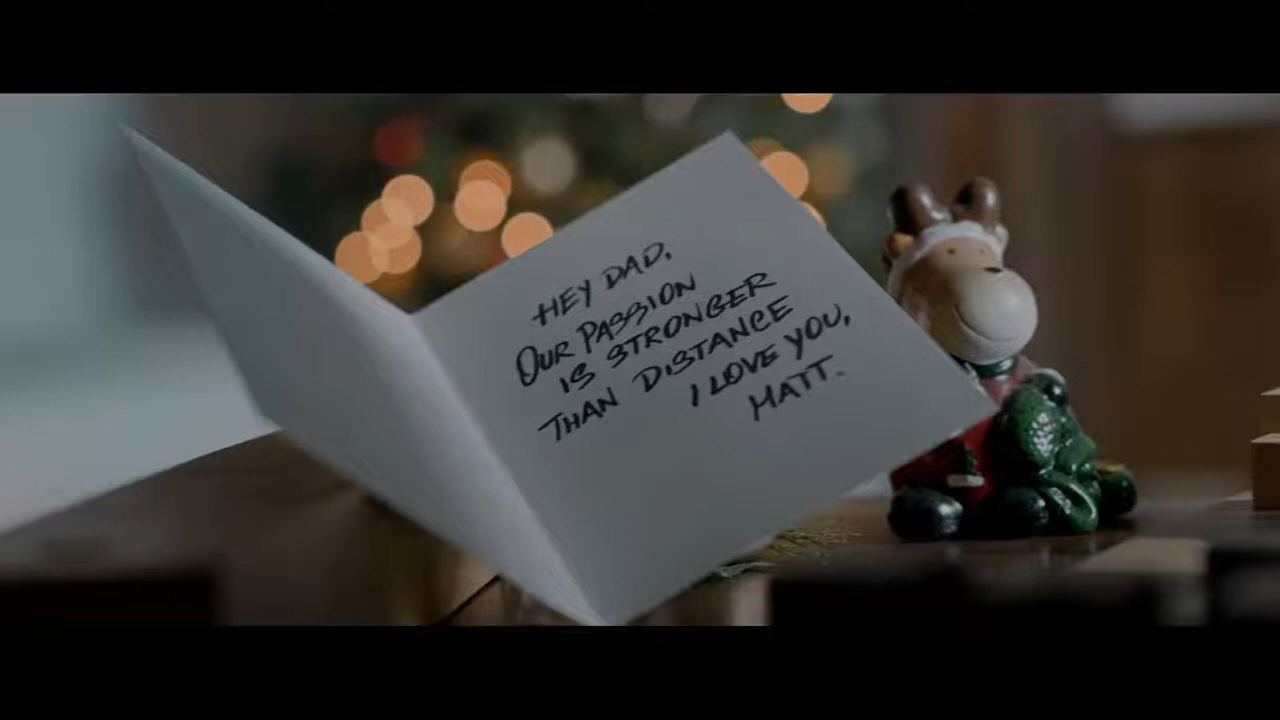 HEY DAD,
OUR PASSION
IS STRONGER
THAN DISTANCE
I LOVE YOU,
MATT.